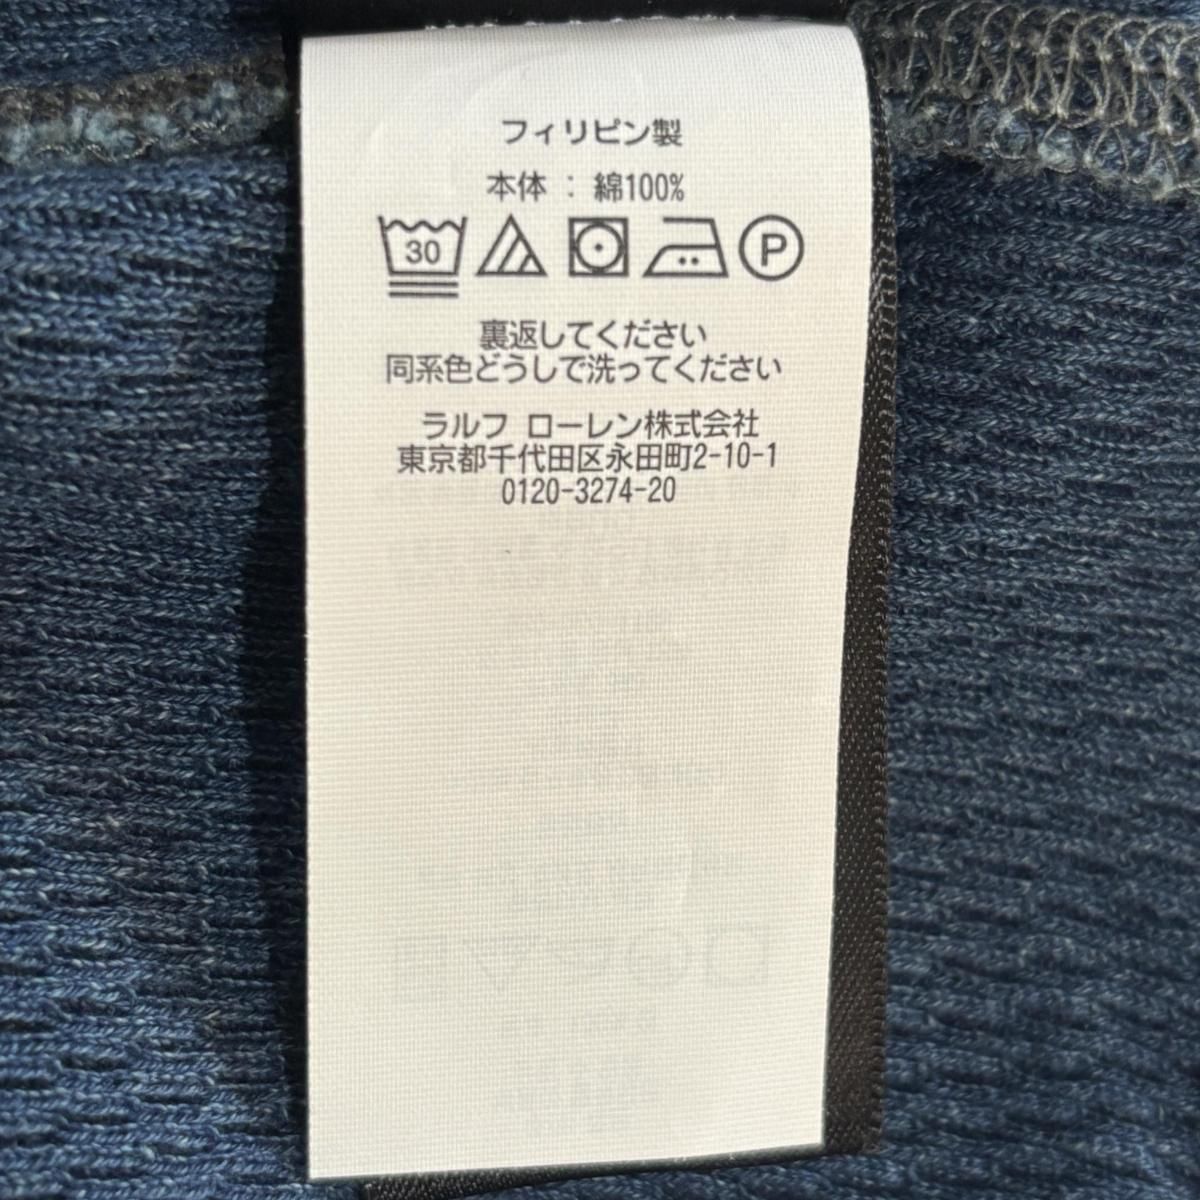 フィリピン製
本体 : 綿100%
30 P
裏返してください
同系色どうしで洗ってください
ラルフ ローレン株式会社
東京都千代田区永田町2-10-1
0120-3274-20